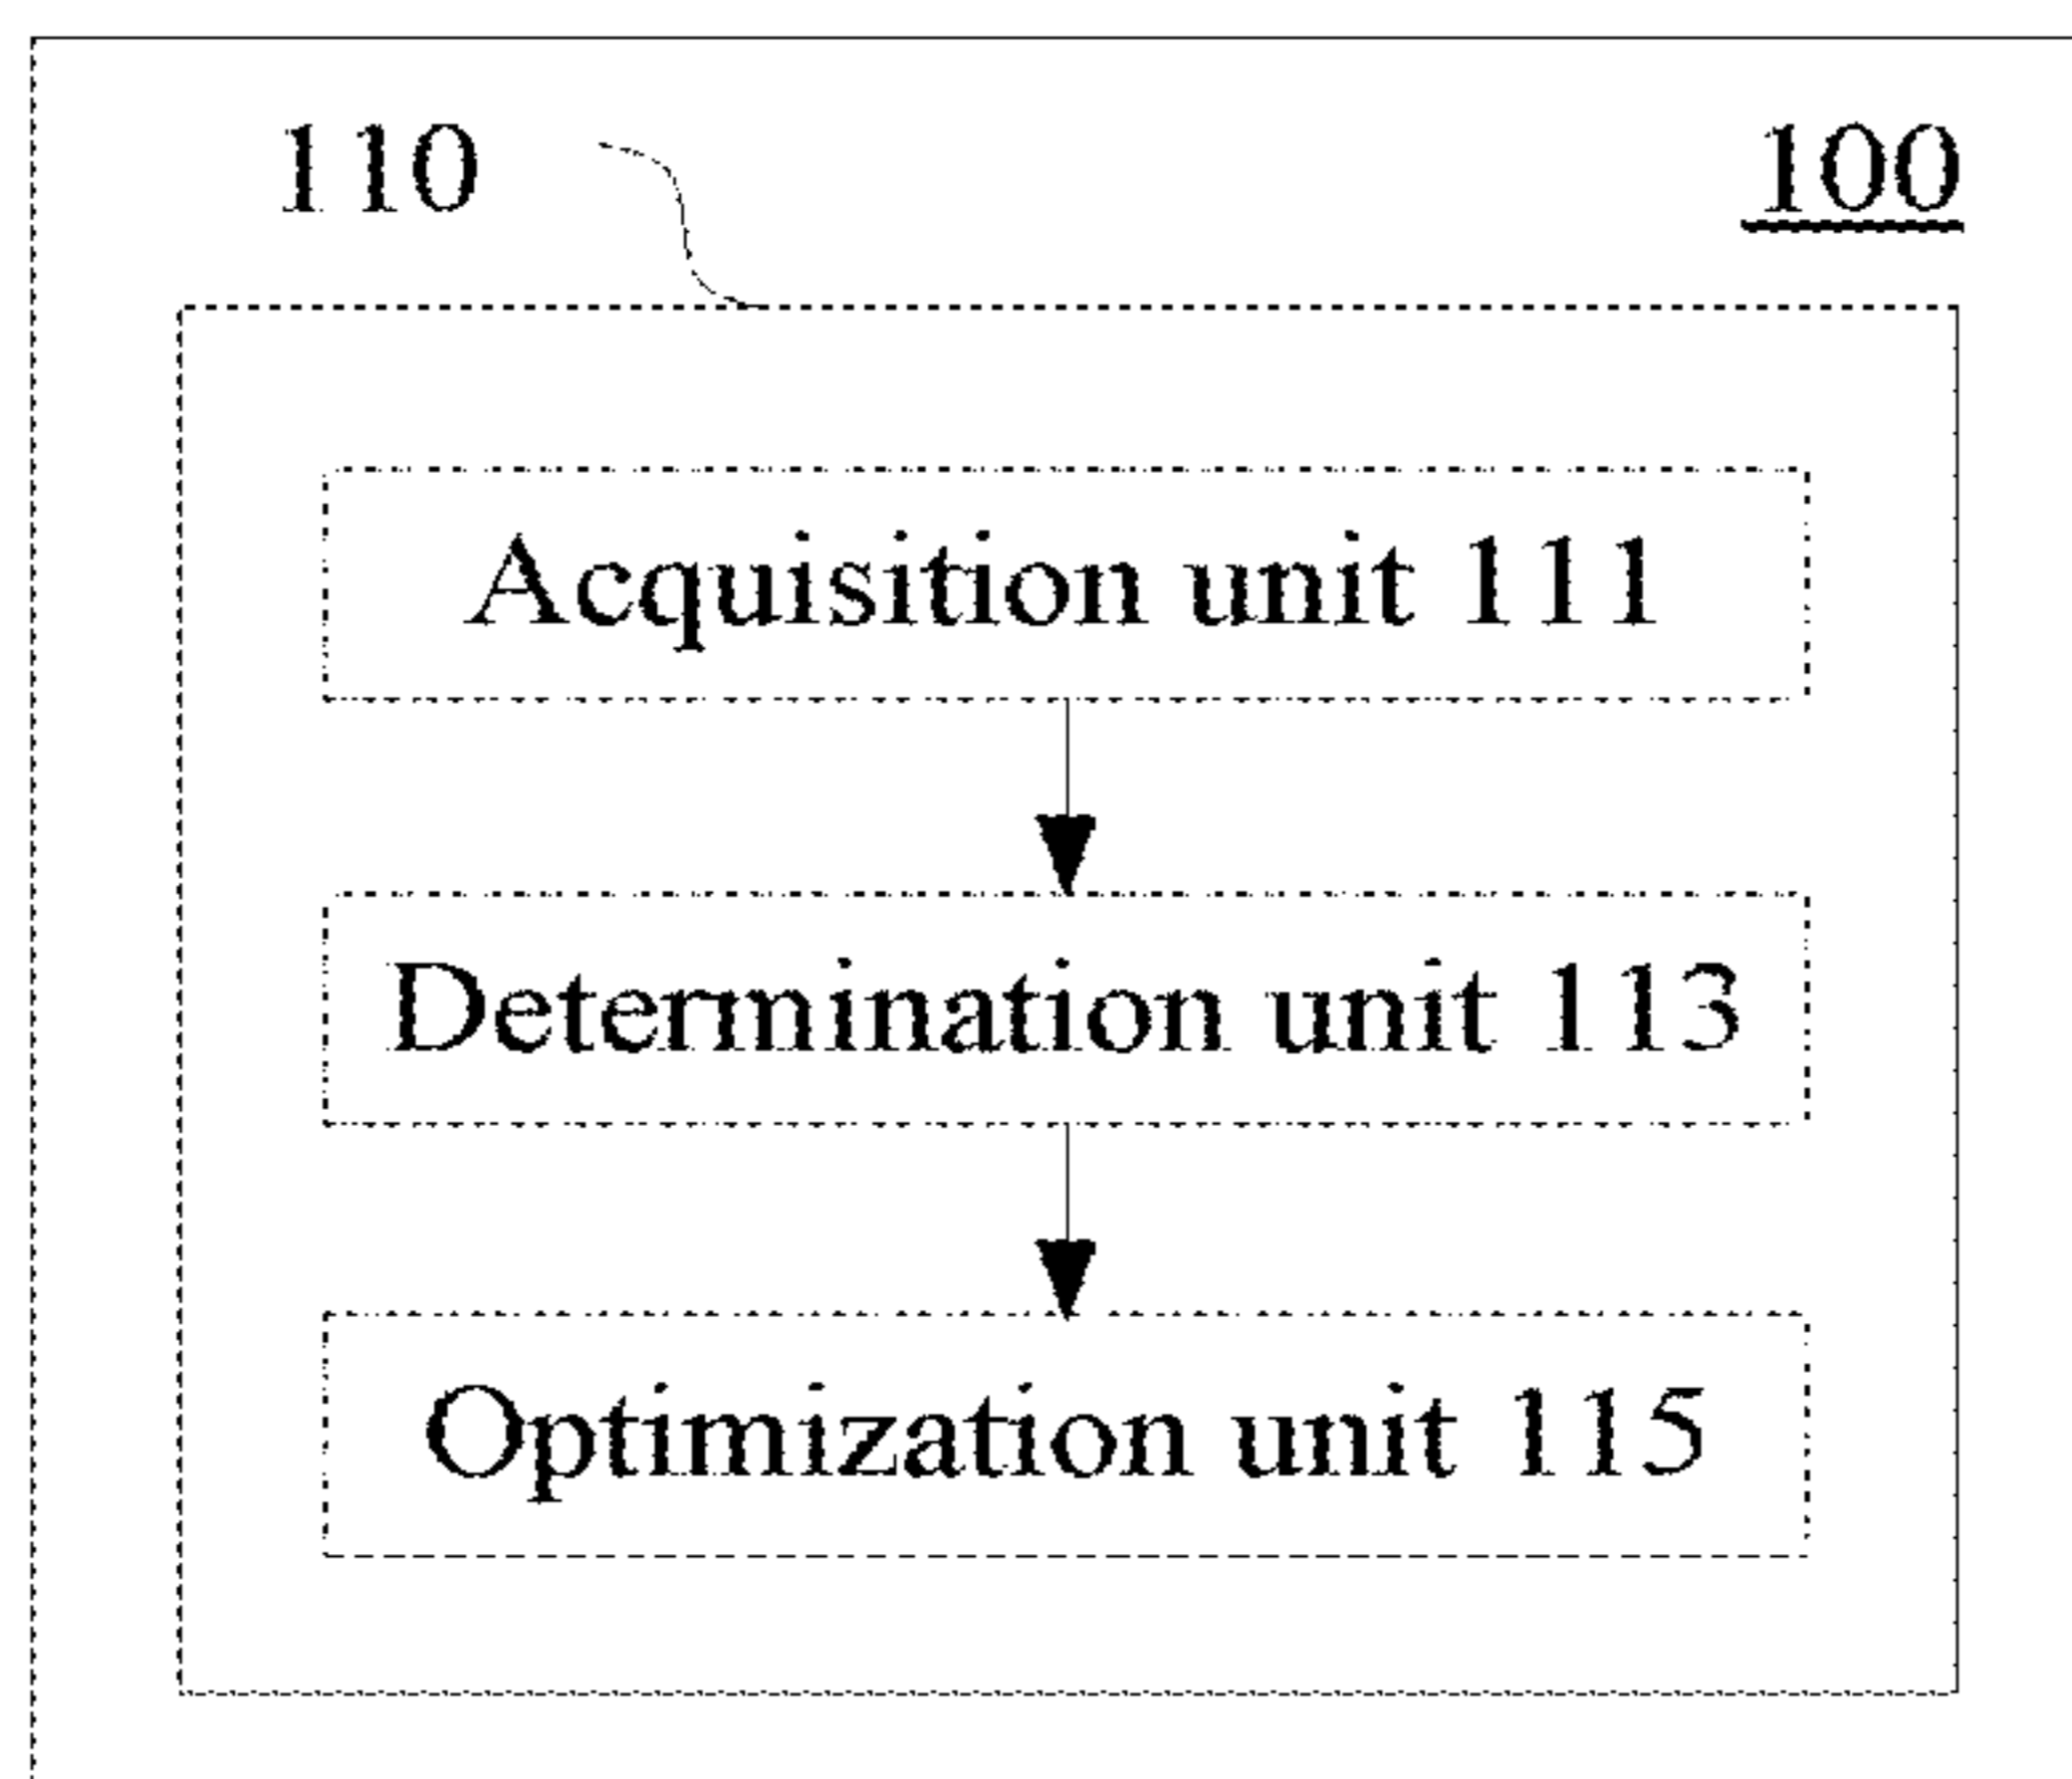 110
100
Acquisition unit 111
Determination unit 113
Optimization unit 115